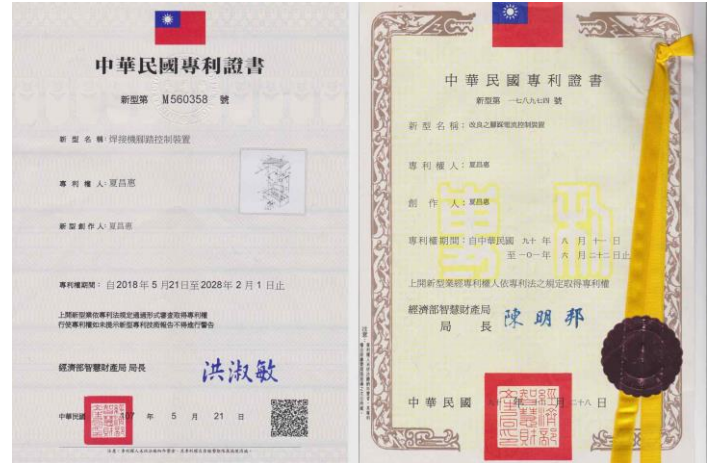 中華民國專利證書
新型第 M560358 號
新型名稱:焊接機腳踏控制裝置
專利權人:夏昌惠
新型創作人:夏昌惠
專利權期間:自2018年5月21日至2028年2月1日止
上開新型業依專利法規定通過形式審查取得專利權
行使專利權如未提示新型專利技術報告不得進行警告
經濟部智慧財產局 局長
洪淑敏
中華民國 107 年 5 月 21 日
中華民國專利證書
新型第 一七八九七四 號
新型名稱:改良之腳踩電流控制裝置
專利權人:夏昌惠
創作人:夏昌惠
專利權期間:自中華民國 九十 年 八 月 十一 日
至一〇一年 六 月 二十二 日止
上開新型業經專利權人依專利法之規定取得專利權
經濟部智慧財產局
局長
陳明邦
中華民國 年 月 二十八 日